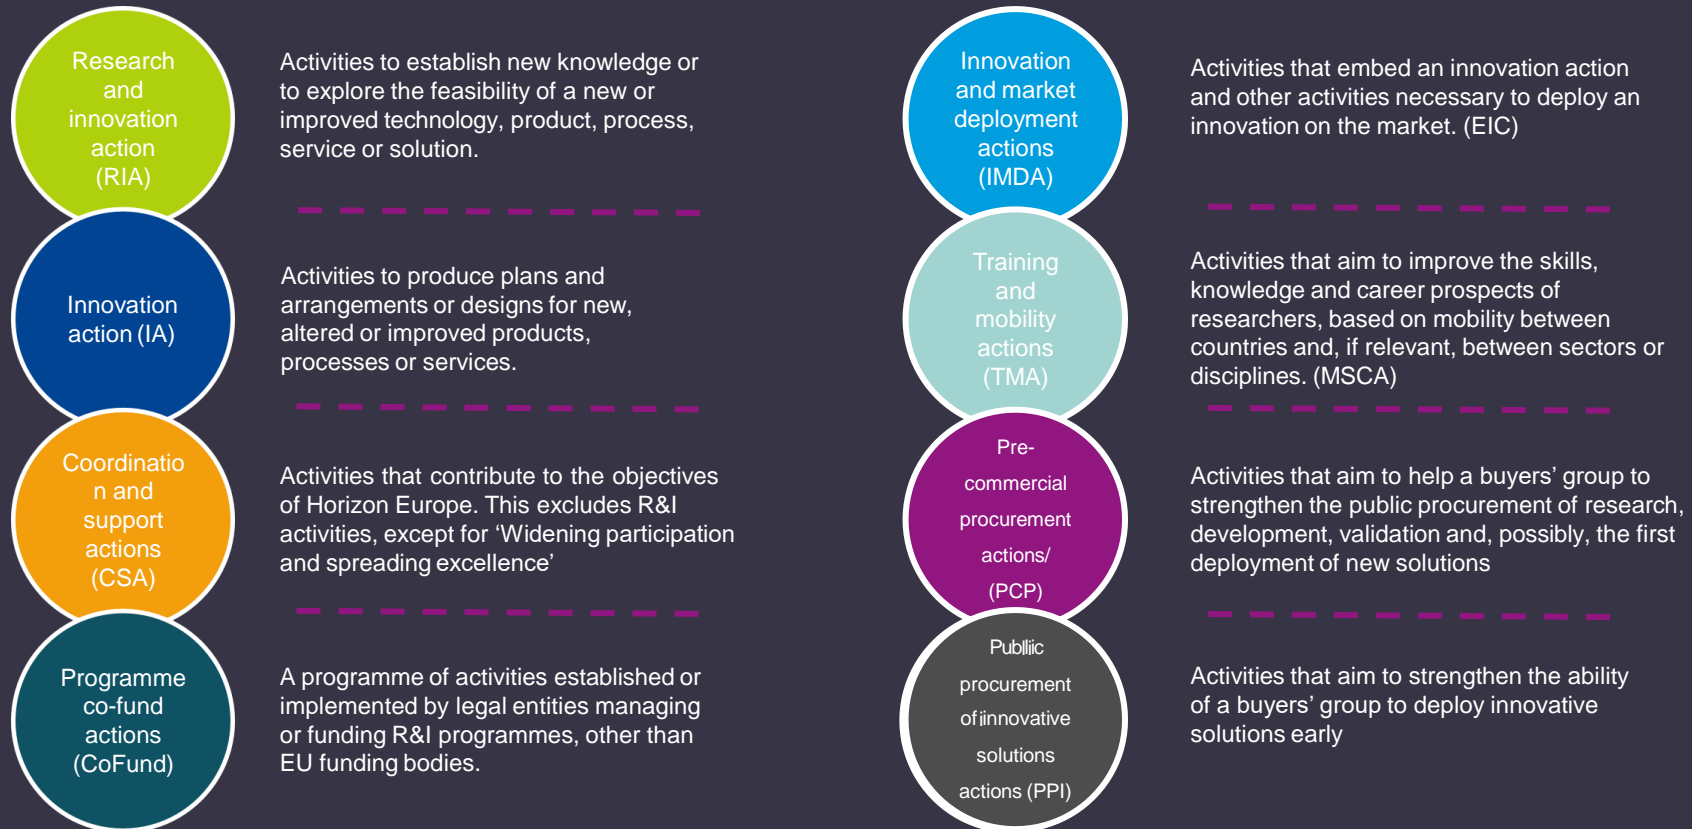 Research
and
innovation
action
(RIA)
Activities to establish new knowledge or
to explore the feasibility of a new or
improved technology, product, process,
service or solution.
Innovation
action (IA)
Activities to produce plans and
arrangements or designs for new,
altered or improved products,
processes or services.
Coordinatio
n and
support
actions
(CSA)
Activities that contribute to the objectives
of Horizon Europe. This excludes R&I
activities, except for ‘Widening participation
and spreading excellence’
Programme
co-fund
actions
(CoFund)
A programme of activities established or
implemented by legal entities managing
or funding R&I programmes, other than
EU funding bodies.
Innovation
and market
deployment
actions
(IMDA)
Activities that embed an innovation action
and other activities necessary to deploy an
innovation on the market. (EIC)
Training
and
mobility
actions
(TMA)
Activities that aim to improve the skills,
knowledge and career prospects of
researchers, based on mobility between
countries and, if relevant, between sectors or
disciplines. (MSCA)
Pre-
commercial
procurement
actions/
(PCP)
Activities that aim to help a buyers’ group to
strengthen the public procurement of research,
development, validation and, possibly, the first
deployment of new solutions
Publlic
procurement
of iinnovative
solutions
actions (PPI)
Activities that aim to strengthen the ability
of a buyers’ group to deploy innovative
solutions early